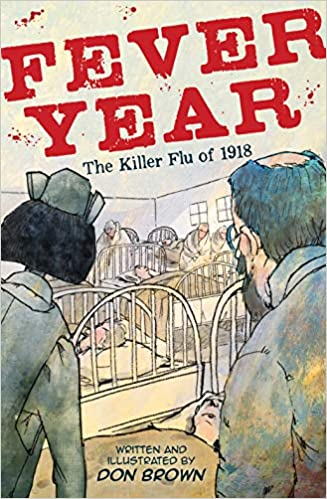 FEVER
YEAR
The Killer Flu of 1918
WRITTEN AND
ILLUSTRATED BY
DON BROWN